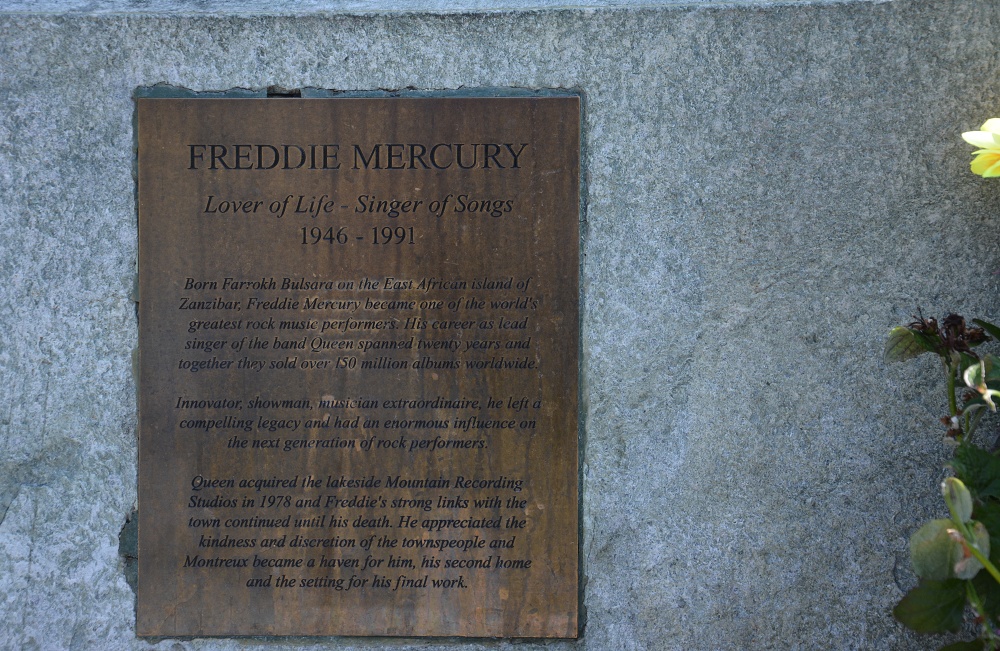 FREDDIE MERCURY
Lover of Life - Singer of Songs
1946 - 1991
Born Farrokh Bulsara on the East African island of
Zanzibar, Freddie Mercury became one of the world's
greatest rock music performers. His career as lead
singer of the band Queen spanned twenty years and
together they sold over 150 million albums worldwide.
Innovator, showman, musician extraordinaire, he left a
compelling legacy and had an enormous influence on
the next generation of rock performers.
Queen acquired the lakeside Mountain Recording
Studios in 1978 and Freddie's strong links with the
town continued until his death. He appreciated the
kindness and discretion of the townspeople and
Montreux became a haven for him, his second home
and the setting for his final work.